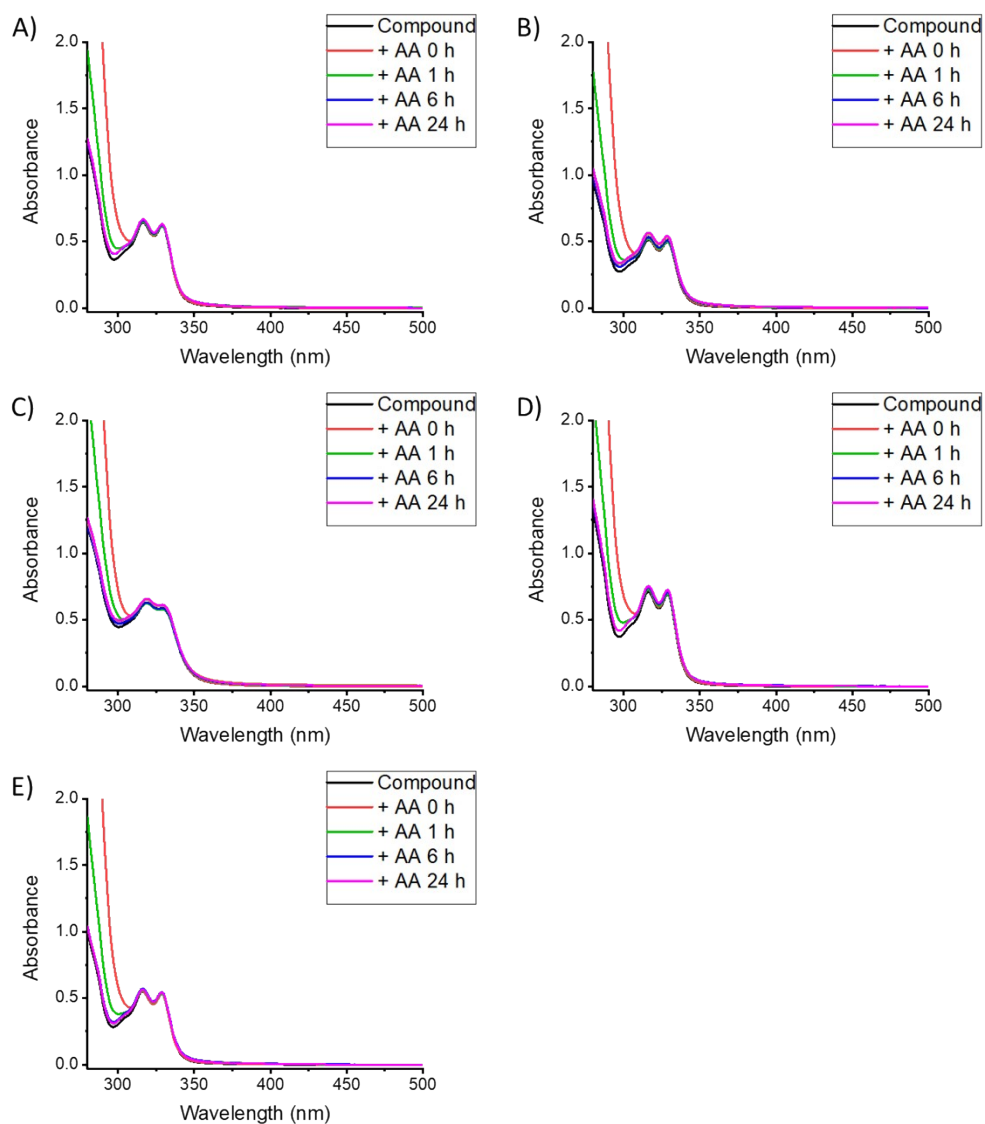 A)
Compound
+ AA 0 h
+ AA 1 h
+ AA 6 h
+ AA 24 h
2.0
1.5
1.0
0.5
0.0
Absorbance
300
350
400
450
500
Wavelength (nm)
B)
Compound
+ AA 0 h
+ AA 1 h
+ AA 6 h
+ AA 24 h
2.0
1.5
1.0
0.5
0.0
Absorbance
300
350
400
450
500
Wavelength (nm)
C)
Compound
+ AA 0 h
+ AA 1 h
+ AA 6 h
+ AA 24 h
2.0
1.5
1.0
0.5
0.0
Absorbance
300
350
400
450
500
Wavelength (nm)
D)
Compound
+ AA 0 h
+ AA 1 h
+ AA 6 h
+ AA 24 h
2.0
1.5
1.0
0.5
0.0
Absorbance
300
350
400
450
500
Wavelength (nm)
E)
Compound
+ AA 0 h
+ AA 1 h
+ AA 6 h
+ AA 24 h
2.0
1.5
1.0
0.5
0.0
Absorbance
300
350
400
450
500
Wavelength (nm)